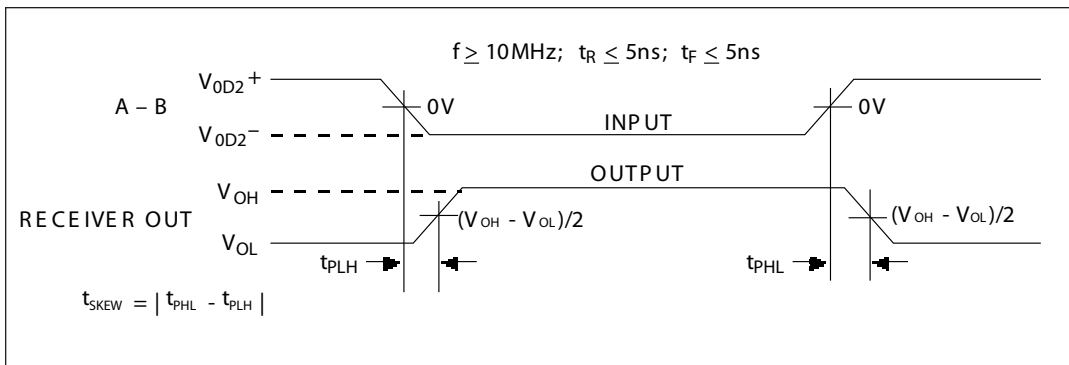 f ≥ 10MHz; tR ≤ 5ns; tF ≤ 5ns
V0D2+
A – B
0V
0V
V0D2–
INPUT
VOH
OUTPUT
RECEIVER OUT
(VOH - VOL)/2
(VOH - VOL)/2
VOL
tPLH
tPHL
tSKEW = | tPHL - tPLH |